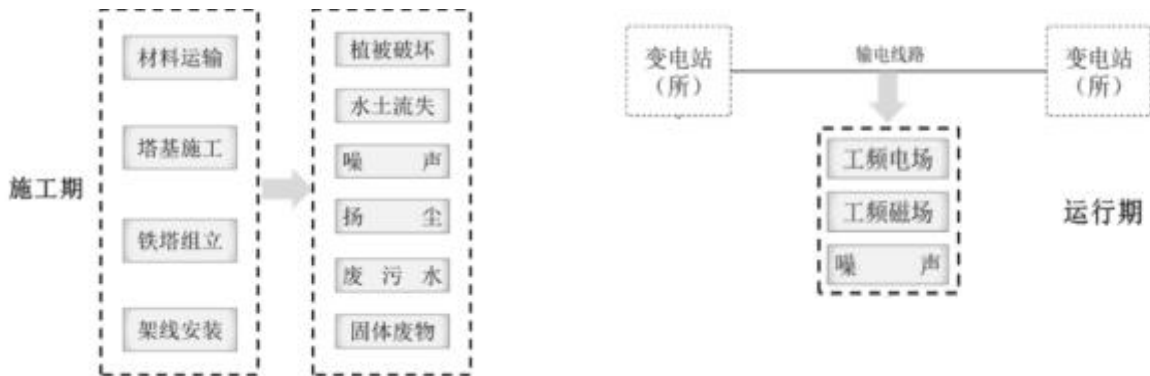 施工期
材料运输
塔基施工
铁塔组立
架线安装
植被破坏
水土流失
噪 声
扬 尘
废 污 水
固体废物
变电站
（所）
输电线路
变电站
（所）
工频电场
工频磁场
噪 声
运行期